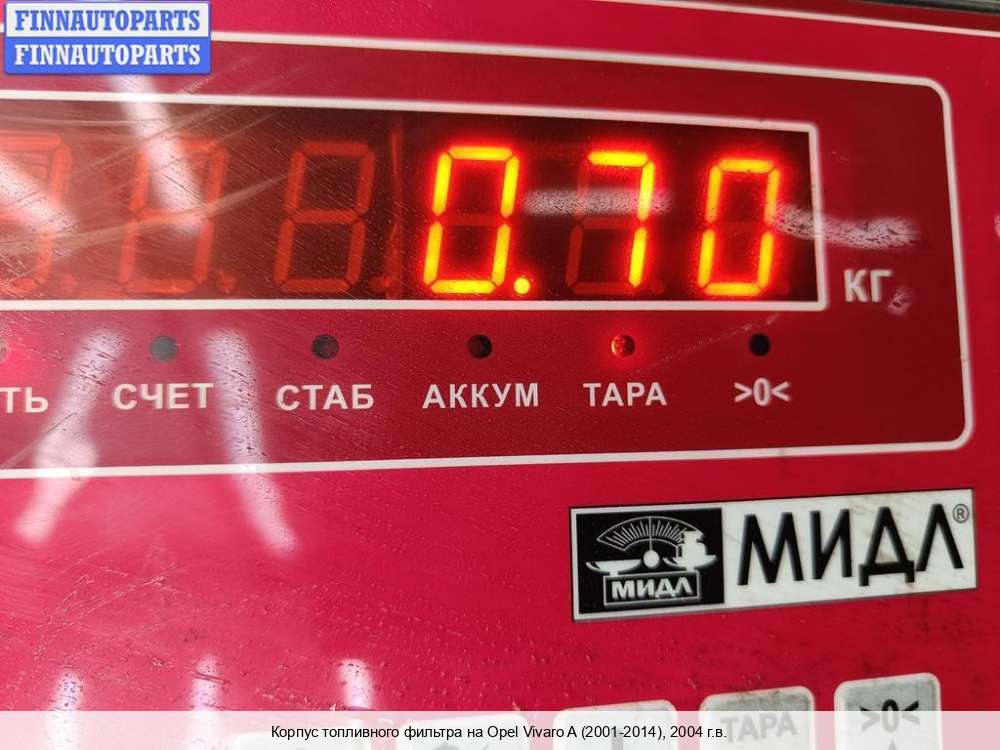 FINNAUTOPARTS
FINNAUTOPARTS
0.70
КГ
ТЬ СЧЕТ СТАБ АККУМ ТАРА >0<
МИДЛ МИДЛ®
ТАРА >0<
Корпус топливного фильтра на Opel Vivaro A (2001-2014), 2004 г.в.